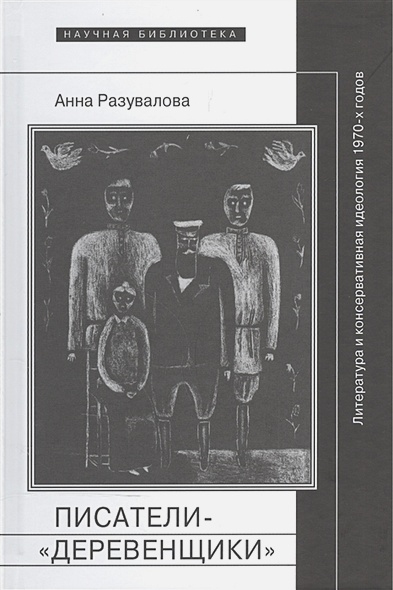 НАУЧНАЯ БИБЛИОТЕКА
Анна Разувалова
ПИСАТЕЛИ-
«ДЕРЕВЕНЩИКИ»
Литература и консервативная идеология 1970-х годов